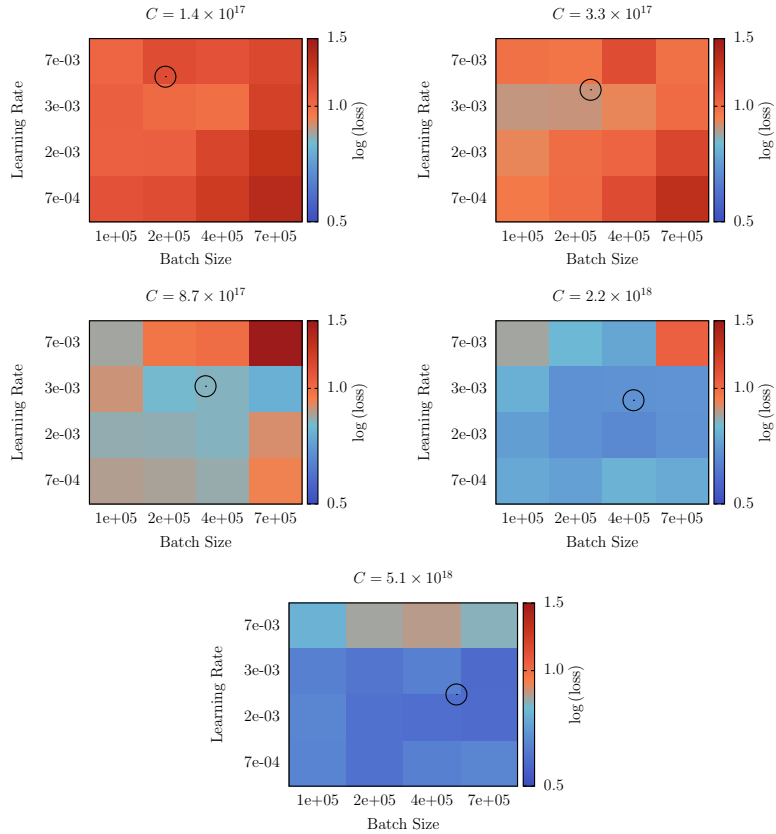 C = 1.4 × 10^17
Learning Rate
7e-03
3e-03
2e-03
7e-04
1e+05 2e+05 4e+05 7e+05
Batch Size
1.5
1.0
0.5
log (loss)
C = 3.3 × 10^17
Learning Rate
7e-03
3e-03
2e-03
7e-04
1e+05 2e+05 4e+05 7e+05
Batch Size
1.5
1.0
0.5
log (loss)
C = 8.7 × 10^17
Learning Rate
7e-03
3e-03
2e-03
7e-04
1e+05 2e+05 4e+05 7e+05
Batch Size
1.5
1.0
0.5
log (loss)
C = 2.2 × 10^18
Learning Rate
7e-03
3e-03
2e-03
7e-04
1e+05 2e+05 4e+05 7e+05
Batch Size
1.5
1.0
0.5
log (loss)
C = 5.1 × 10^18
Learning Rate
7e-03
3e-03
2e-03
7e-04
1e+05 2e+05 4e+05 7e+05
Batch Size
1.5
1.0
0.5
log (loss)